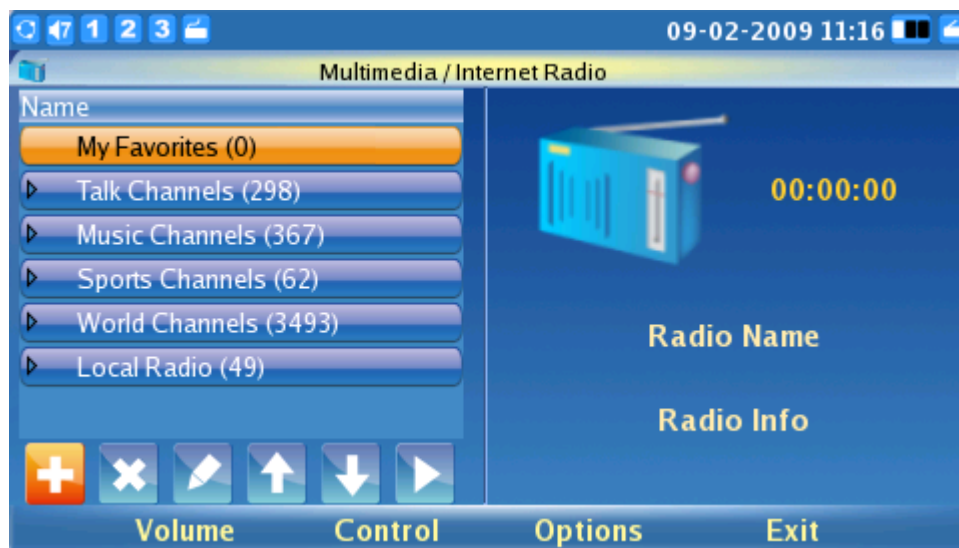 7 1 2 3 09-02-2009 11:16
Multimedia / Internet Radio
Name
My Favorites (0)
Talk Channels (298)
Music Channels (367)
Sports Channels (62)
World Channels (3493)
Local Radio (49)
00:00:00
Radio Name
Radio Info
Volume Control Options Exit